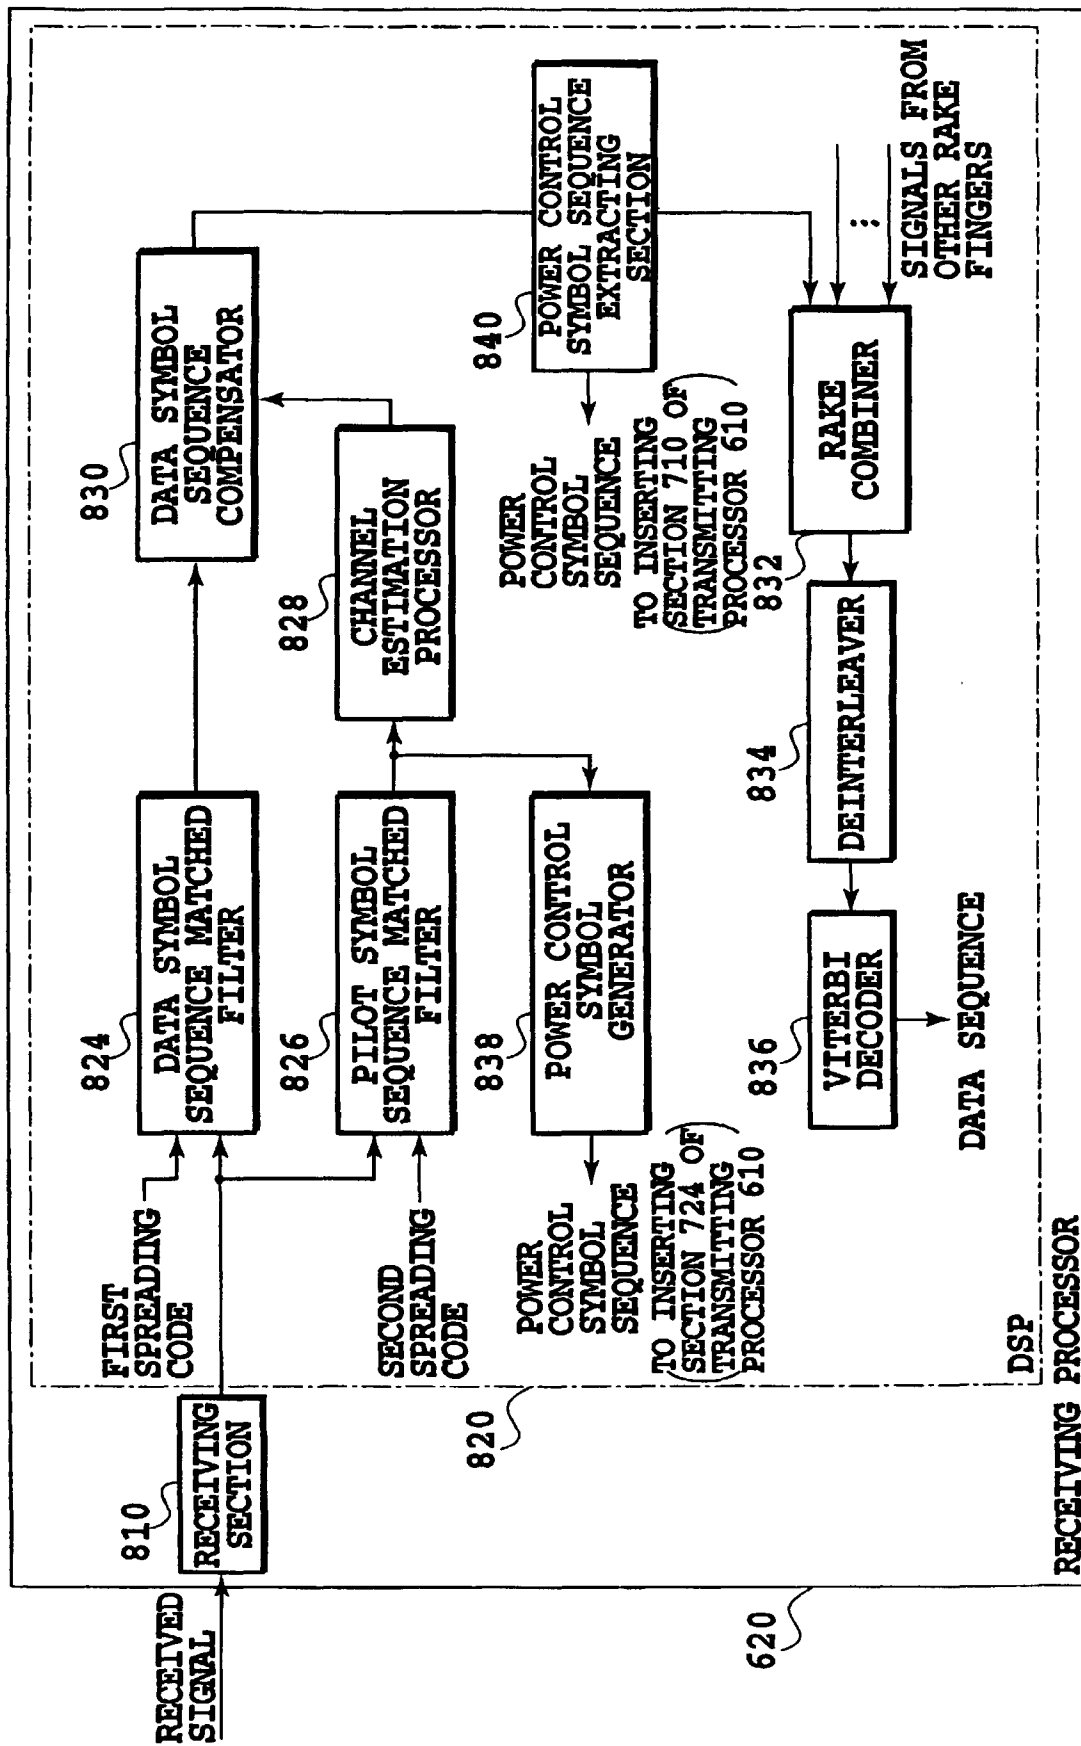 RECEIVED
SIGNAL
810
RECEIVING
SECTION
FIRST
SPREADING
CODE
824
DATA SYMBOL
SEQUENCE MATCHED
FILTER
830
DATA SYMBOL
SEQUENCE
COMPENSATOR
SECOND
SPREADING
CODE
826
PILOT SYMBOL
SEQUENCE MATCHED
FILTER
828
CHANNEL
ESTIMATION
PROCESSOR
820
838
POWER CONTROL
SYMBOL
GENERATOR
POWER
CONTROL
SYMBOL
SEQUENCE
(TO INSERTING
SECTION 724 OF
TRANSMITTING
PROCESSOR 610)
840
POWER CONTROL
SYMBOL SEQUENCE
EXTRACTING
SECTION
POWER
CONTROL
SYMBOL
SEQUENCE
(TO INSERTING
SECTION 710 OF
TRANSMITTING
PROCESSOR 610)
832
RAKE
COMBINER
SIGNALS FROM
OTHER RAKE
FINGERS
834
DEINTERLEAVER
836
VITERBI
DECODER
DATA SEQUENCE
620
DSP
RECEIVING PROCESSOR